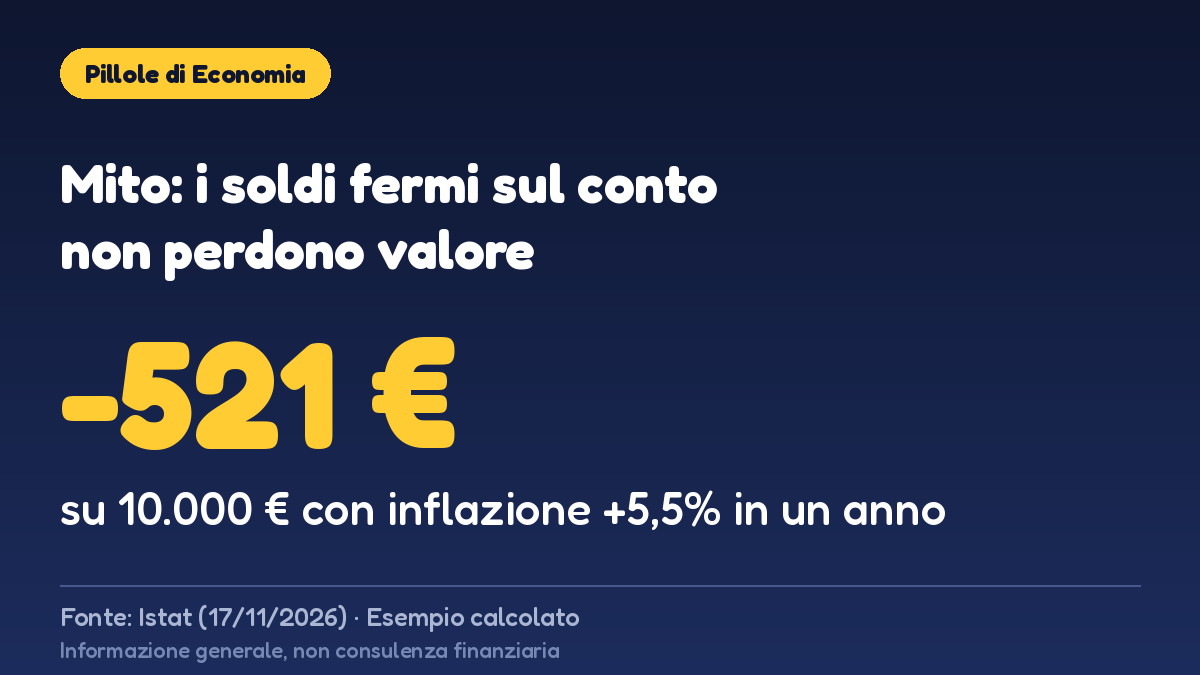 Pillole di Economia
Mito: i soldi fermi sul conto
non perdono valore
-521 €
su 10.000 € con inflazione +5,5% in un anno
Fonte: Istat (17/11/2026) · Esempio calcolato
Informazione generale, non consulenza finanziaria